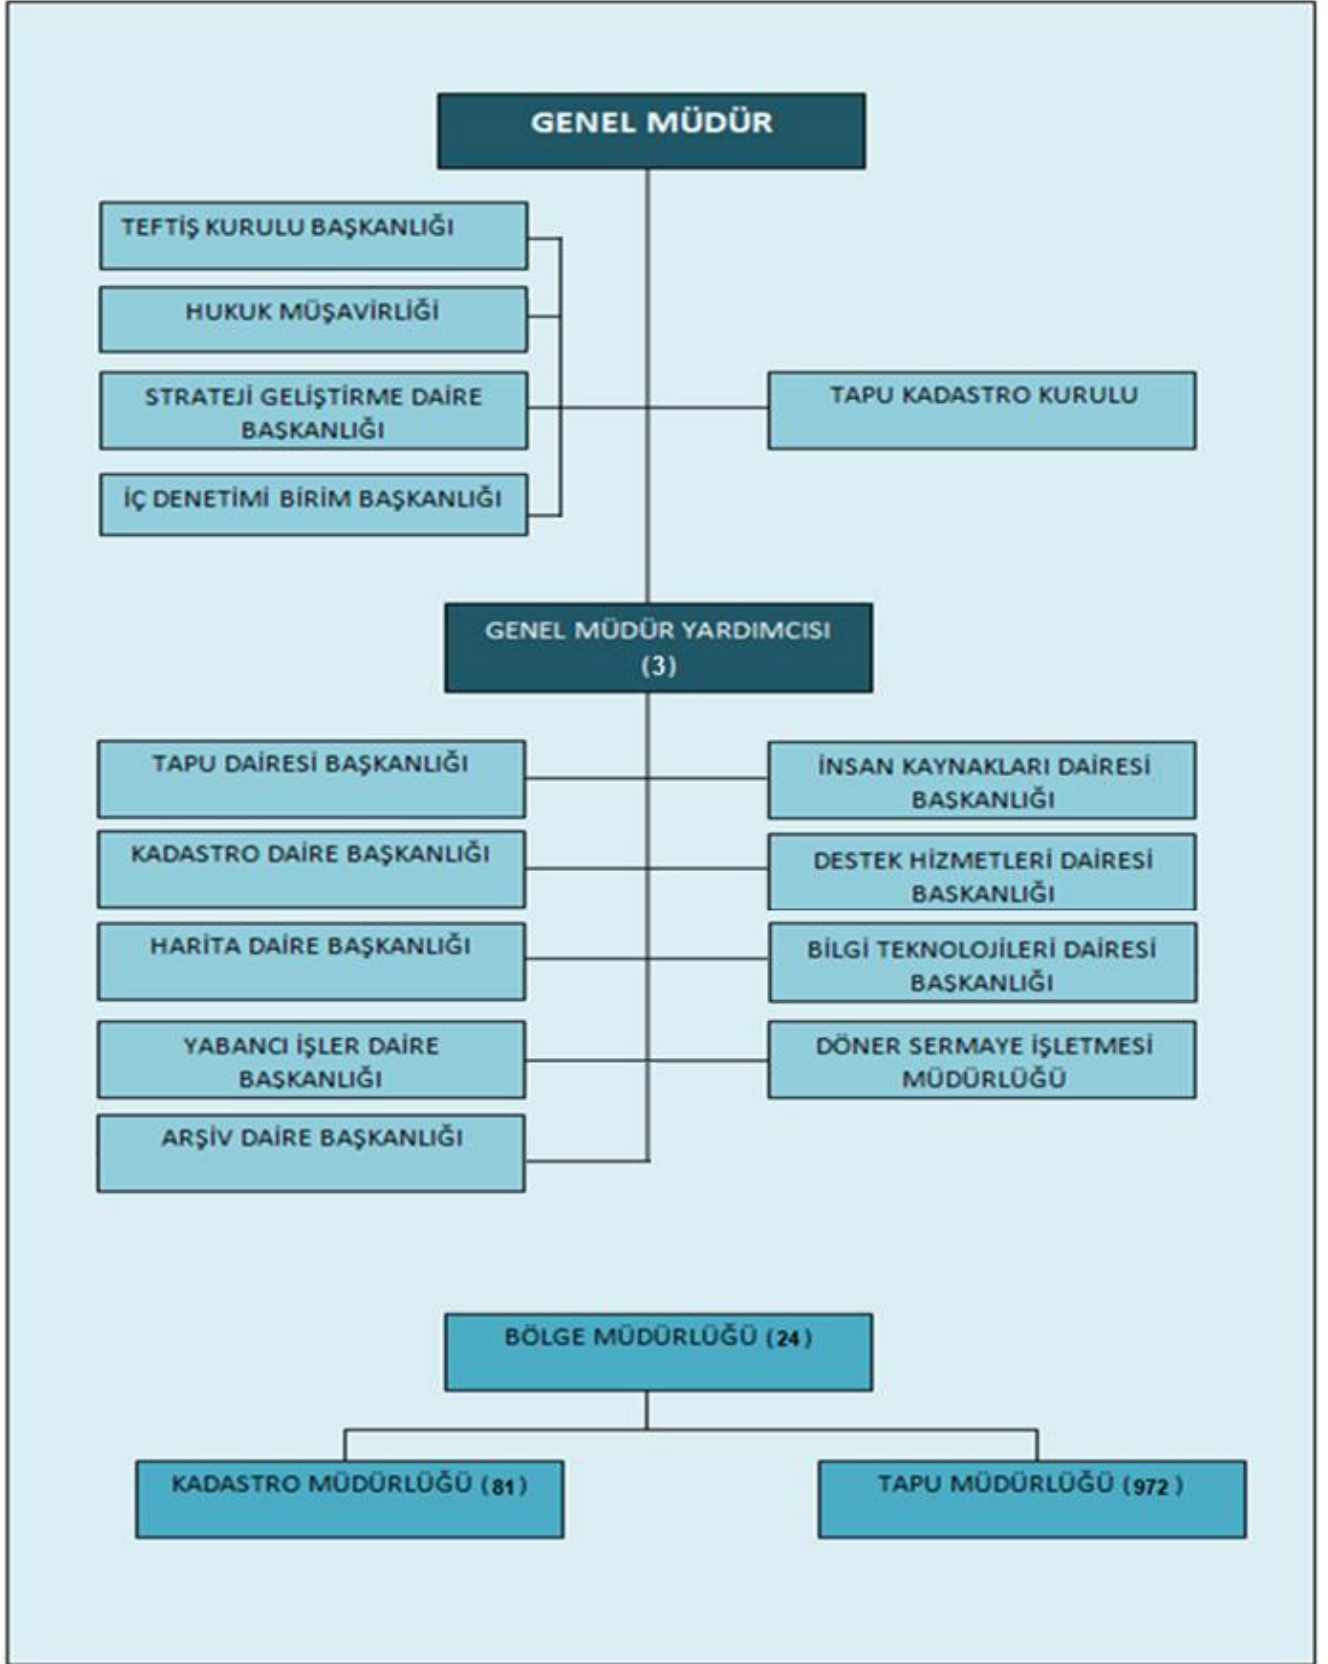 GENEL MÜDÜR
TEFTİŞ KURULU BAŞKANLIĞI
HUKUK MÜŞAVİRLİĞİ
STRATEJİ GELİŞTİRME DAİRE
BAŞKANLIĞI
İÇ DENETİMİ BİRİM BAŞKANLIĞI
TAPU KADASTRO KURULU
GENEL MÜDÜR YARDIMCISI
(3)
TAPU DAİRESİ BAŞKANLIĞI
KADASTRO DAİRE BAŞKANLIĞI
HARİTA DAİRE BAŞKANLIĞI
YABANCI İŞLER DAİRE
BAŞKANLIĞI
ARŞİV DAİRE BAŞKANLIĞI
İNSAN KAYNAKLARI DAİRESİ
BAŞKANLIĞI
DESTEK HİZMETLERİ DAİRESİ
BAŞKANLIĞI
BİLGİ TEKNOLOJİLERİ DAİRESİ
BAŞKANLIĞI
DÖNER SERMAYE İŞLETMESİ
MÜDÜRLÜĞÜ
BÖLGE MÜDÜRLÜĞÜ (24)
KADASTRO MÜDÜRLÜĞÜ (81)
TAPU MÜDÜRLÜĞÜ (972)